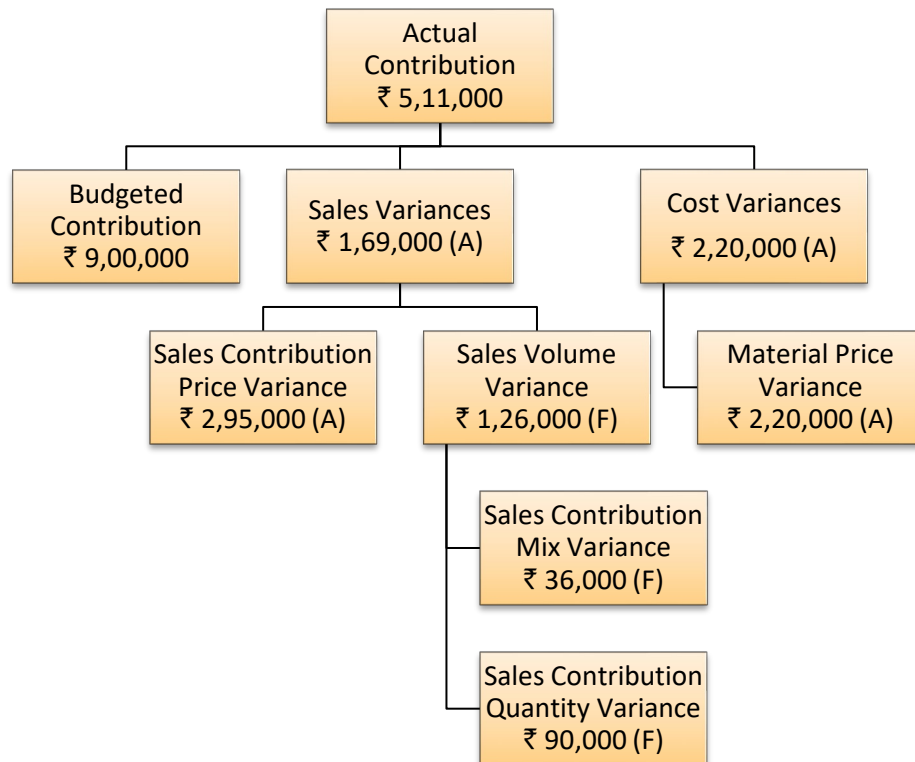 Actual
Contribution
₹ 5,11,000
Budgeted
Contribution
₹ 9,00,000
Sales Variances
₹ 1,69,000 (A)
Cost Variances
₹ 2,20,000 (A)
Sales Contribution
Price Variance
₹ 2,95,000 (A)
Sales Volume
Variance
₹ 1,26,000 (F)
Material Price
Variance
₹ 2,20,000 (A)
Sales Contribution
Mix Variance
₹ 36,000 (F)
Sales Contribution
Quantity Variance
₹ 90,000 (F)